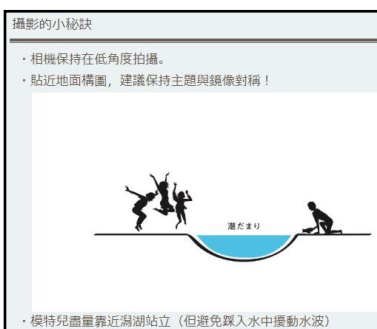 攝影的小秘訣
・相機保持在低角度拍攝。
・貼近地面構圖，建議保持主題與鏡像對稱！
潮だまり
・模特兒盡量靠近潟湖站立（但避免踩入水中擾動水波）